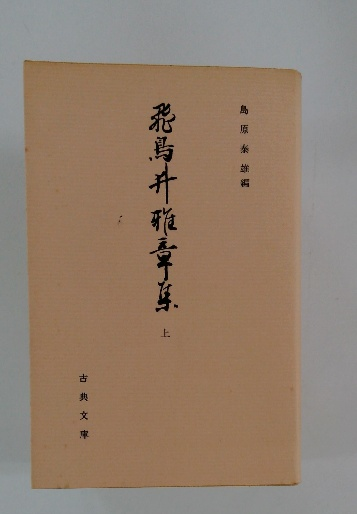 島原泰雄編
飛鳥井雅章集
上
古典文庫